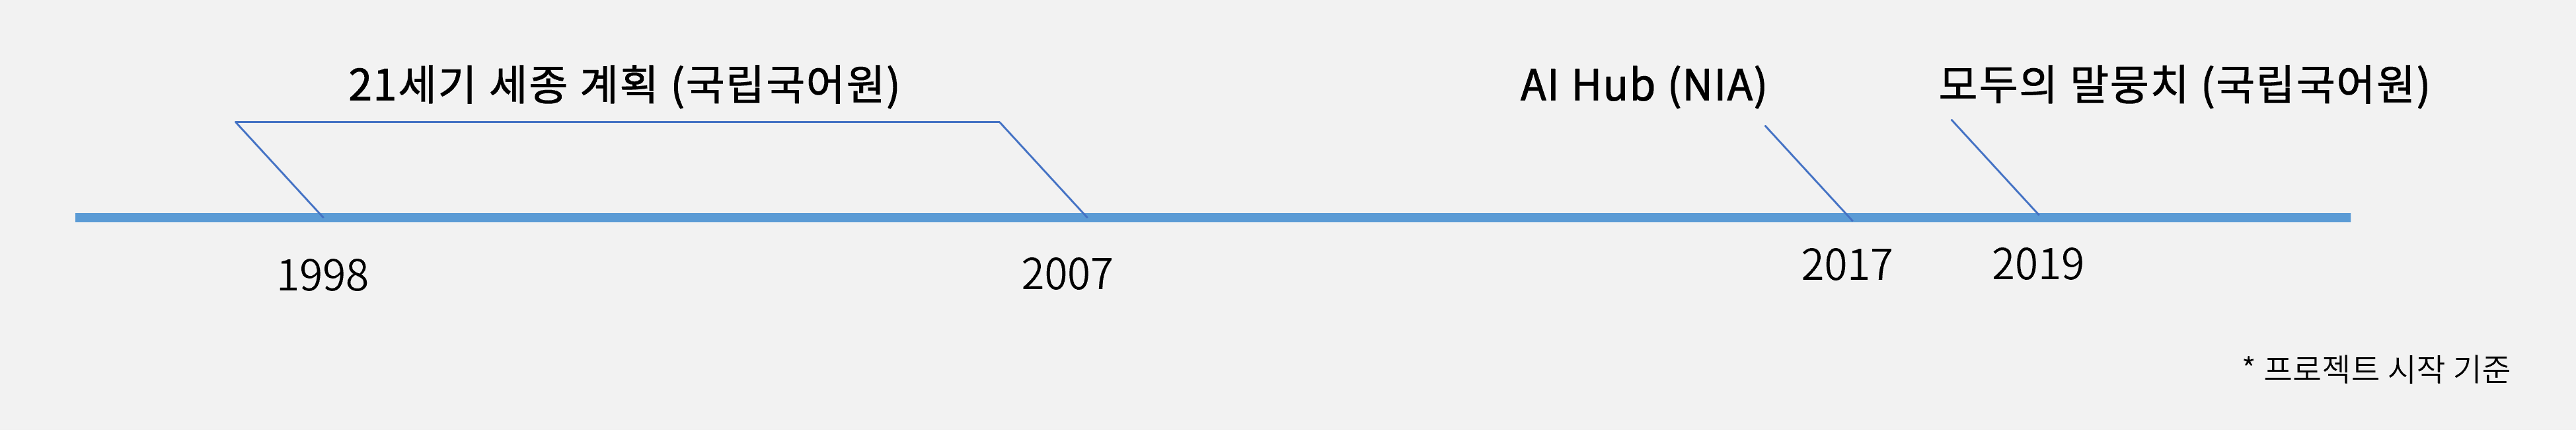 21세기 세종 계획 (국립국어원)
AI Hub (NIA)
모두의 말뭉치 (국립국어원)
1998
2007
2017
2019
* 프로젝트 시작 기준